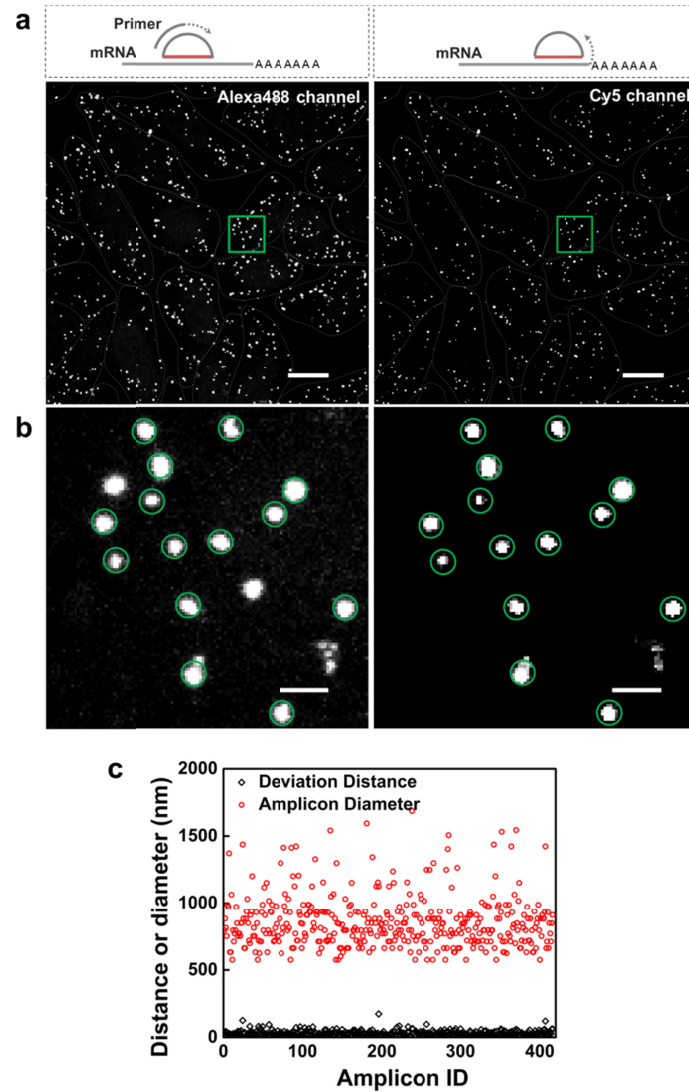 a
Primer
mRNA
AAAAAAA
mRNA
AAAAAAA
Alexa488 channel
Cy5 channel
b
c
2000
1500
1000
500
0
Distance or diameter (nm)
Deviation Distance
Amplicon Diameter
0 100 200 300 400
Amplicon ID